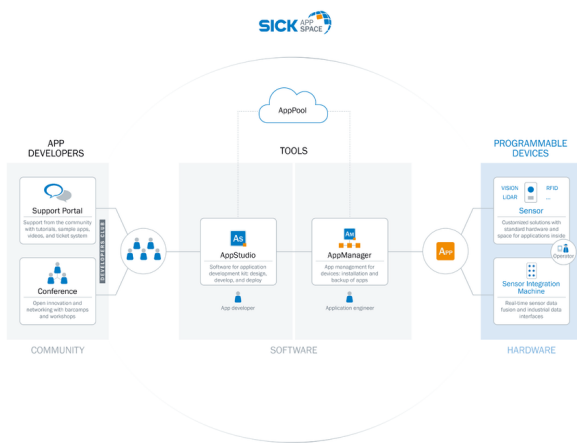 SICK APP SPACE
AppPool
APP
DEVELOPERS
TOOLS
PROGRAMMABLE
DEVICES
Support Portal
Support from the community
with tutorials, sample apps,
videos, and ticket system
Conference
Open innovation and
networking with barcamps
and workshops
DEVELOPERS CLUB
As
AppStudio
Software for application
development kit: design,
develop, and deploy
App developer
AM
AppManager
App management for
devices: installation and
backup of apps
Application engineer
APP
VISION
RFID
LiDAR
...
Sensor
Customized solutions with
standard hardware and
space for applications inside
Operator
Sensor Integration
Machine
Real-time sensor data
fusion and industrial data
interfaces
COMMUNITY
SOFTWARE
HARDWARE